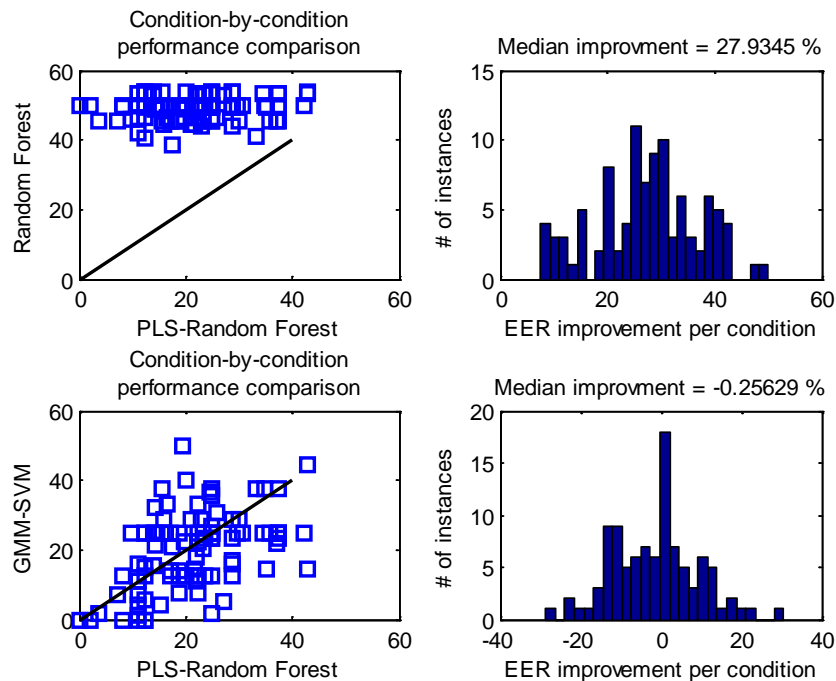 Condition-by-condition
performance comparison
60
40
20
0
0
20
40
60
Random Forest
PLS-Random Forest
Median improvment = 27.9345 %
15
10
5
0
0
20
40
60
# of instances
EER improvement per condition
Condition-by-condition
performance comparison
60
40
20
0
0
20
40
60
GMM-SVM
PLS-Random Forest
Median improvment = -0.25629 %
20
15
10
5
0
-40
-20
0
20
40
# of instances
EER improvement per condition